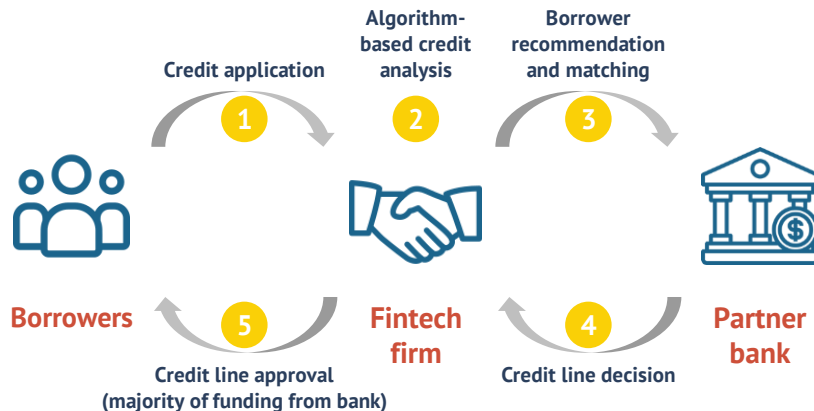 Credit application
1
Algorithm-
based credit
analysis
2
Borrower
recommendation
and matching
3
$
Borrowers
Fintech
firm
Partner
bank
5
Credit line approval
(majority of funding from bank)
4
Credit line decision